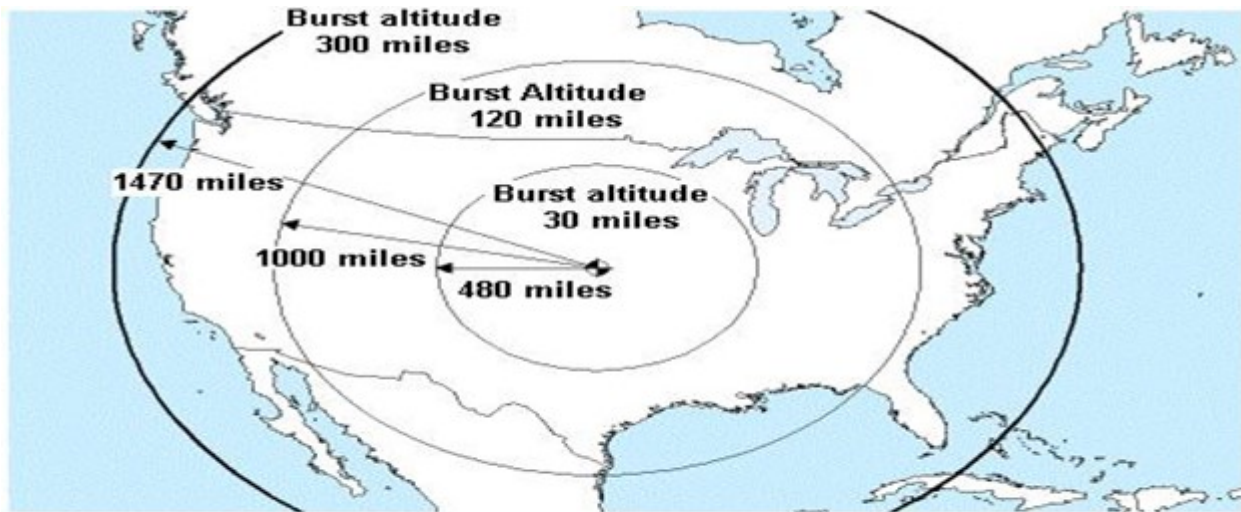 Burst altitude
300 miles
Burst Altitude
120 miles
1470 miles
Burst altitude
30 miles
1000 miles
480 miles